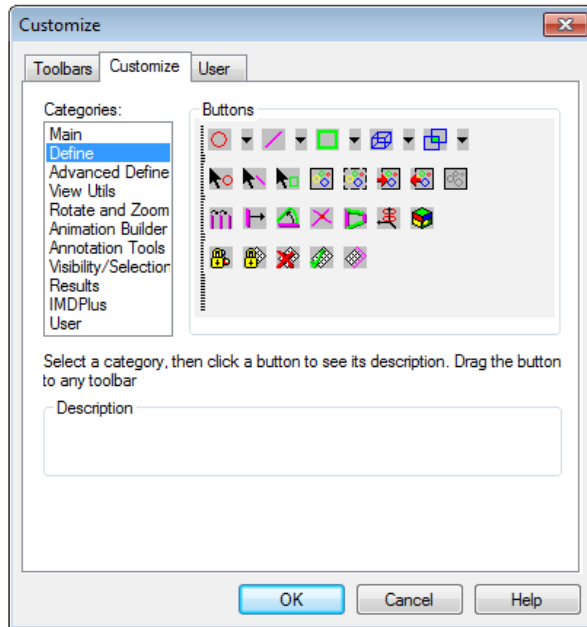 Customize
Toolbars Customize User
Categories:
Buttons
Main
Define
Advanced Define
View Utils
Rotate and Zoom
Animation Builder
Annotation Tools
Visibility/Selection
Results
IMDPlus
User
Select a category, then click a button to see its description. Drag the button
to any toolbar
Description
OK Cancel Help